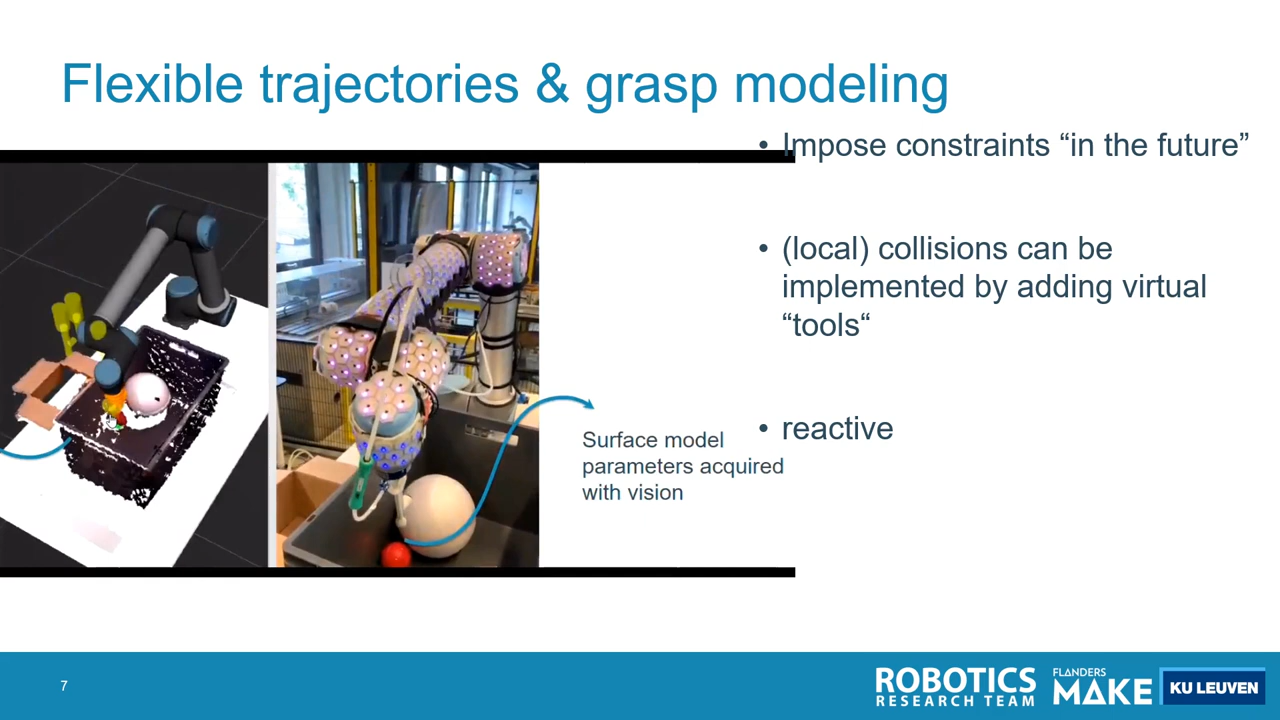 Flexible trajectories & grasp modeling
• Impose constraints “in the future”
• (local) collisions can be
implemented by adding virtual
“tools“
• reactive
Surface model
parameters acquired
with vision
7
ROBOTICS
RESEARCH TEAM
FLANDERS
MAKE
KU LEUVEN